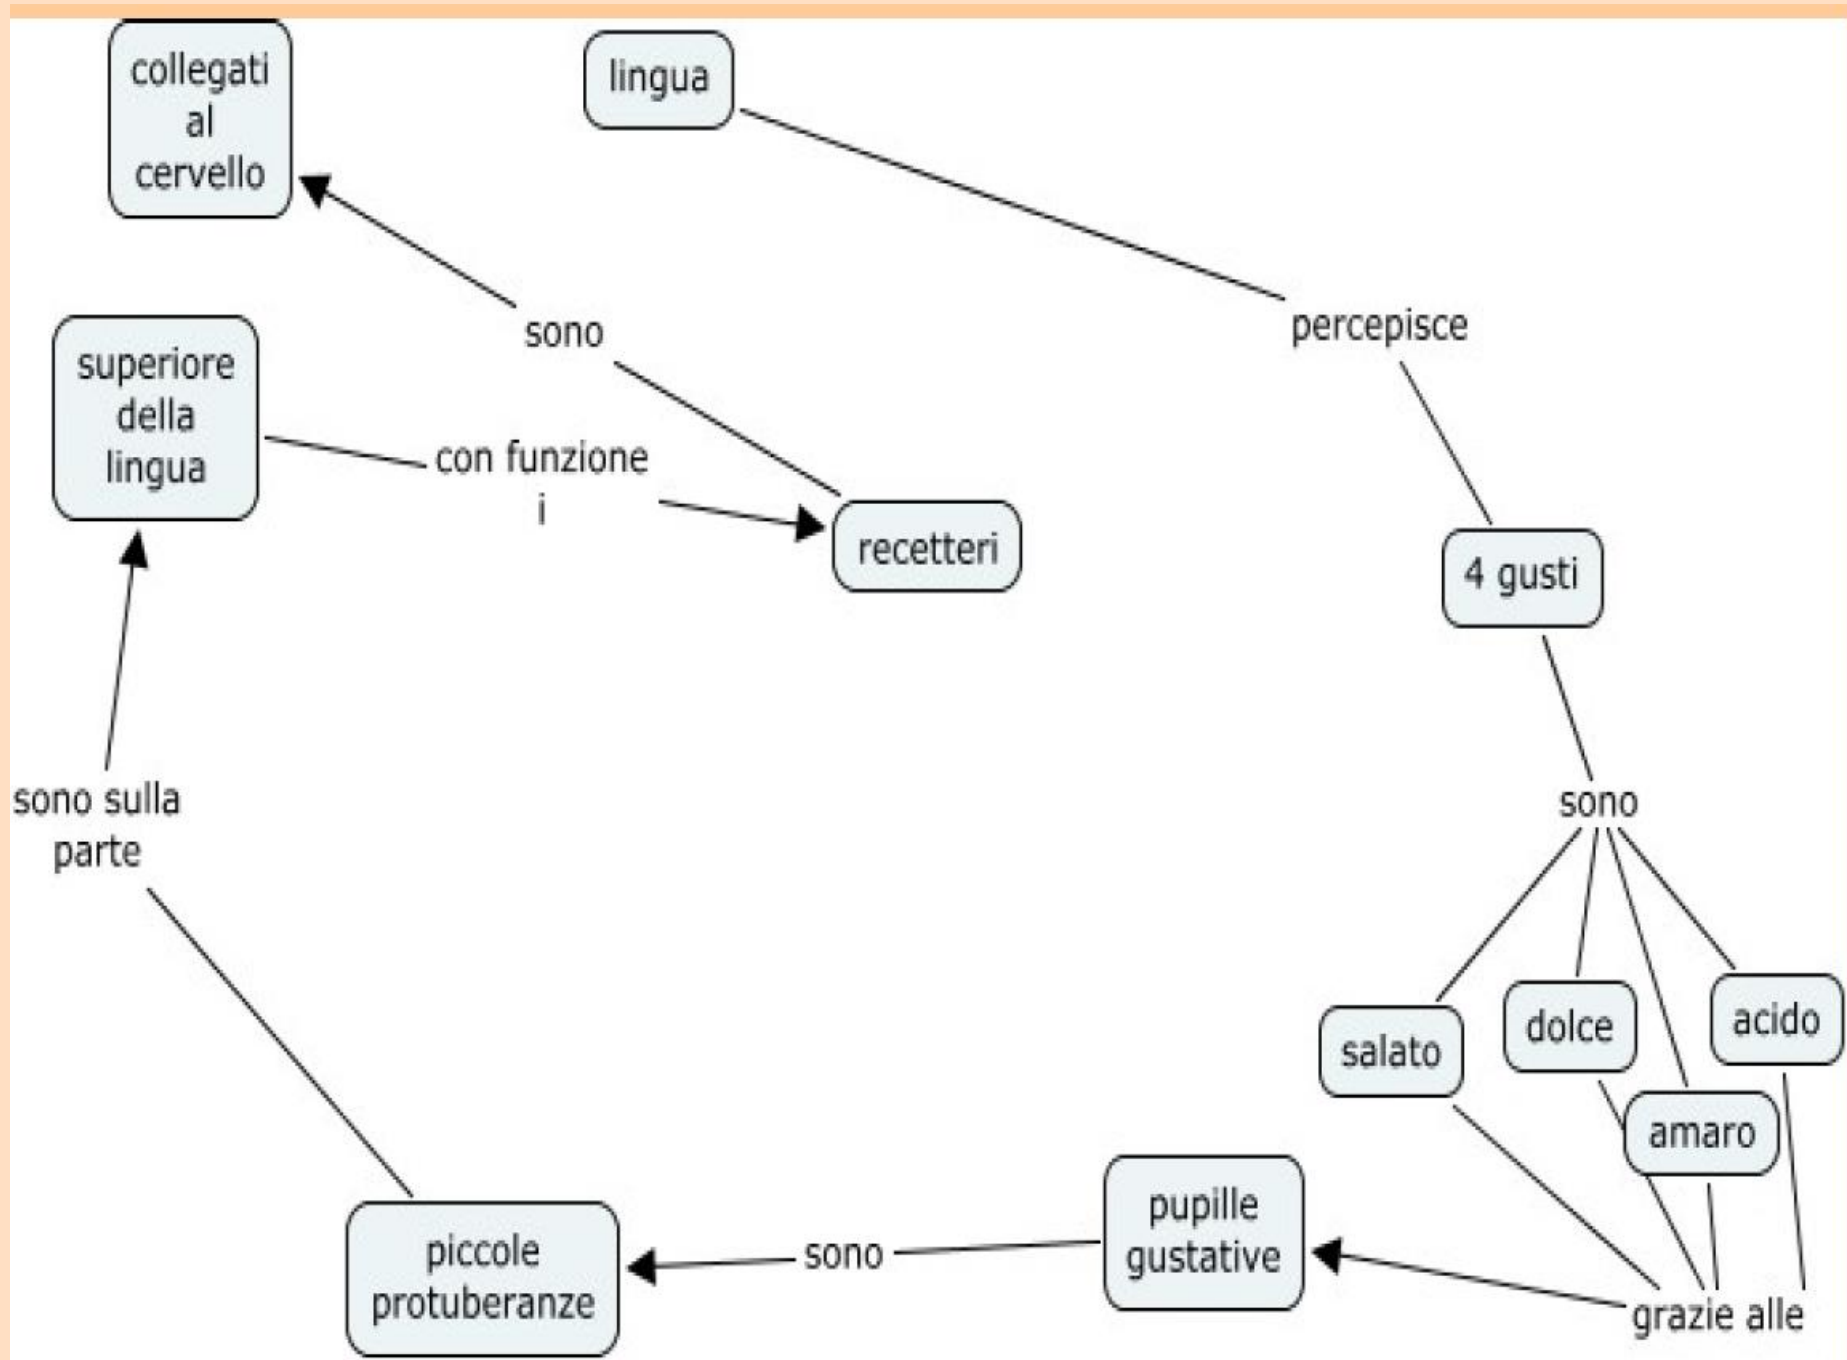 collegati
al
cervello
lingua
percepisce
sono
superiore
della
lingua
con funzione
i
recetteri
4 gusti
sono sulla
parte
sono
salato
dolce
acido
amaro
pupille
gustative
sono
piccole
protuberanze
grazie alle